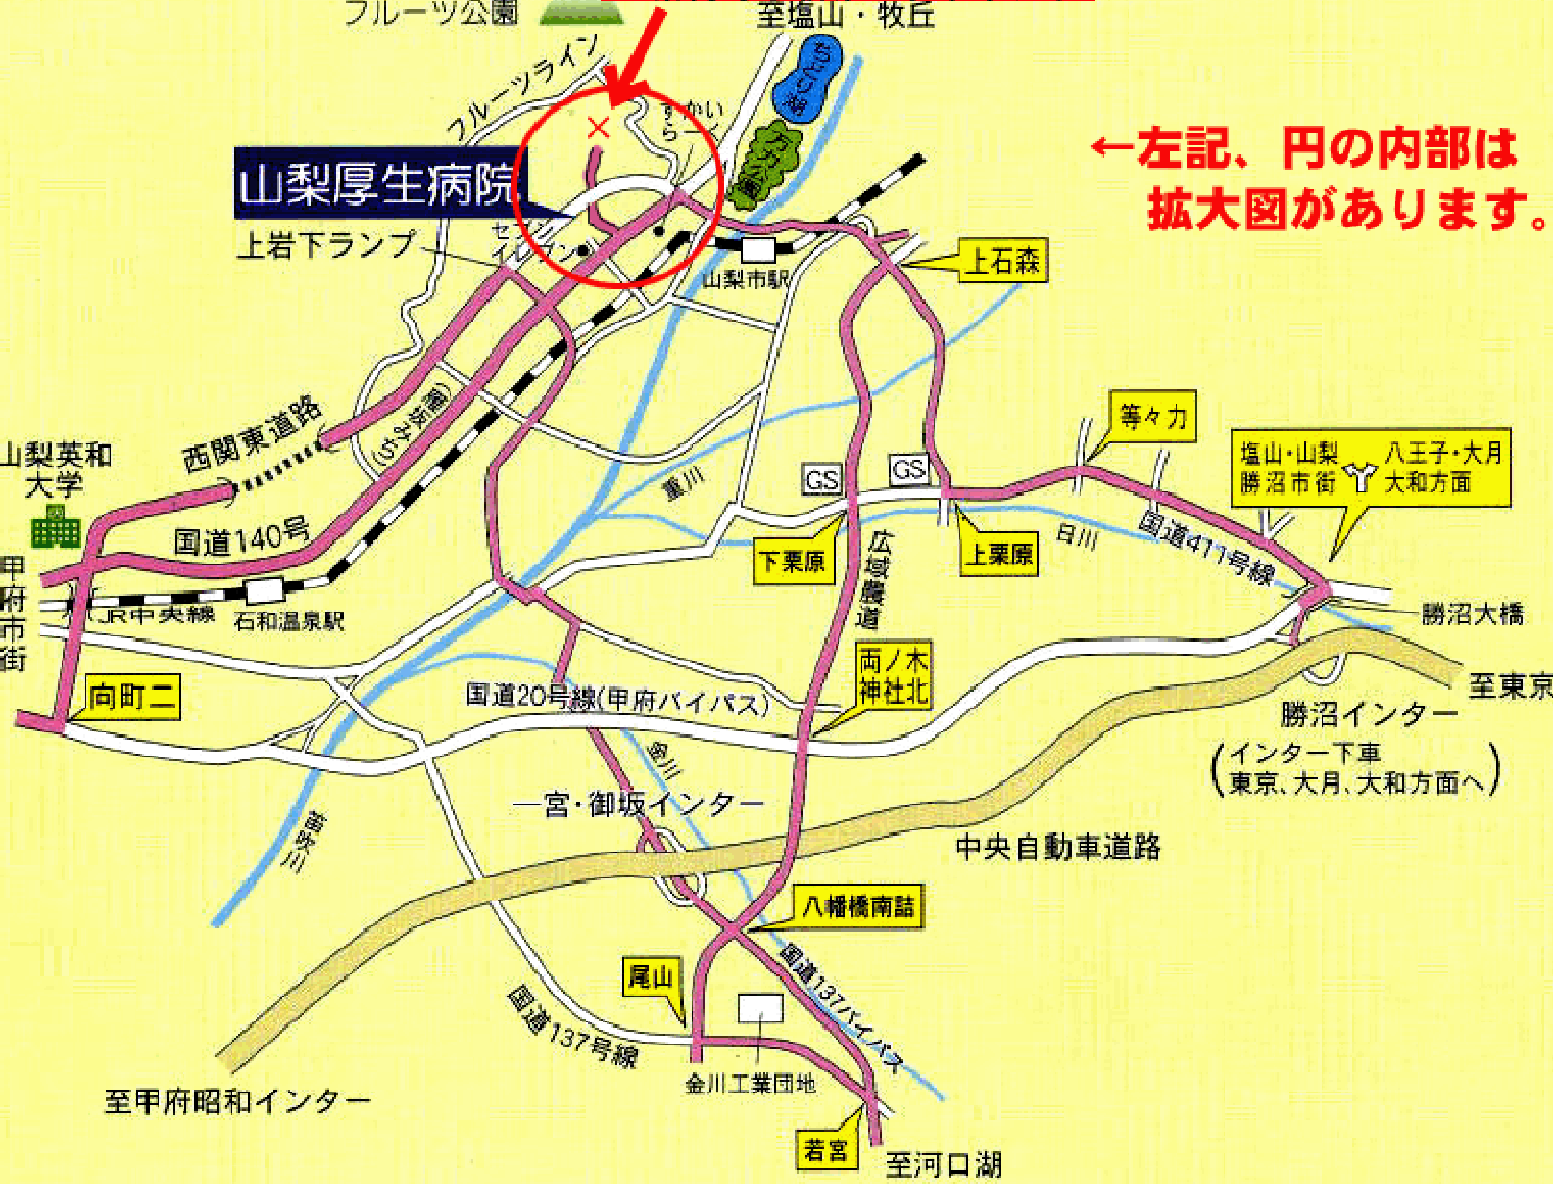 フルーツ公園
至塩山・牧丘
フルーツライン
ちどり湖
すかい
らーく
万力公園
←左記、円の内部は
拡大図があります。
山梨厚生病院
セブン
イレブン
上岩下ランプ
山梨市駅
上石森
西関東道路
(雁坂みち)
等々力
山梨英和
大学
塩山・山梨
勝沼市街
八王子・大月
大和方面
GS
GS
重川
国道140号
下栗原
上栗原
日川
国道411号線
広域農道
甲府市街
JR中央線
石和温泉駅
勝沼大橋
両ノ木
神社北
向町二
国道20号線(甲府バイパス)
至東京
勝沼インター
(インター下車
東京、大月、大和方面へ)
金川
一宮・御坂インター
笛吹川
中央自動車道路
八幡橋南詰
尾山
国道137バイパス
国道137号線
金川工業団地
至甲府昭和インター
若宮
至河口湖